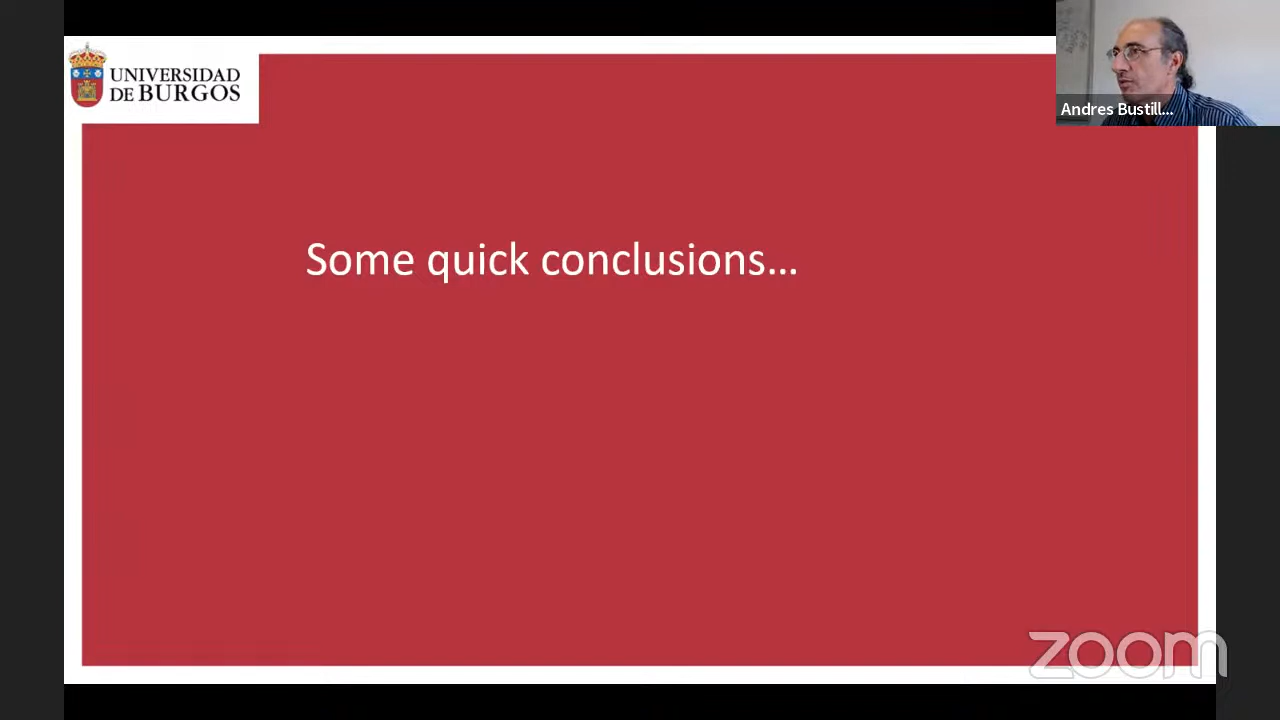 UNIVERSIDAD
DE BURGOS
Andres Bustill...
Some quick conclusions...
zoom